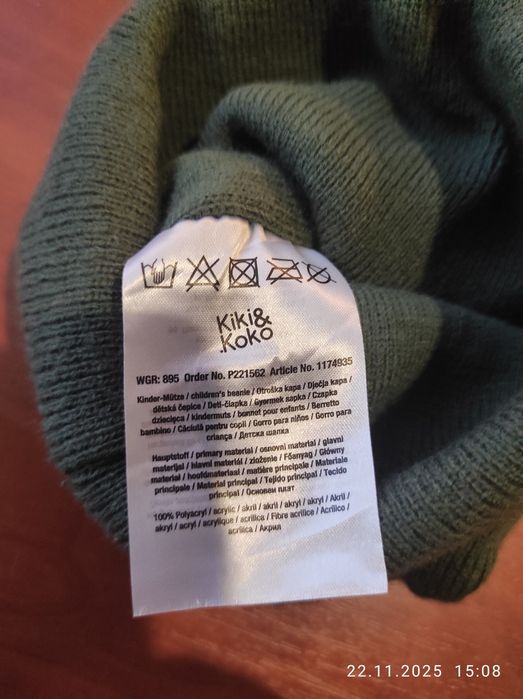 Kiki&
.Koko
WGR: 895 Order No. P221562 Article No. 1174935
Kinder-Mütze / children's beanie / Otroška kapa / Dječja kapa /
dětská čepice / Deti-čiapka / Gyermek sapka / Czapka
dziecięca / kindermuts / bonnet pour enfants / Berretto
bambino / Căciulă pentru copii / Gorro para niños / Gorro para
criança / Детска шапка
Hauptstoff / primary material / osnovni material / glavni
materijal / hlavní materiál / zloženie / Főanyag / Główny
materiał / hoofdmateriaal / matière principale / Materiale
principale / Material principal / Tejido principal / Tecido
principal / Основен плат
100% Polyacryl / acrylic / akril / akril / akryl / akryl / Akril /
akryl / acryl / acrylique / acrilica / Fibre acrilice / Acrílico /
acrílica / Акрил
22.11.2025 15:08